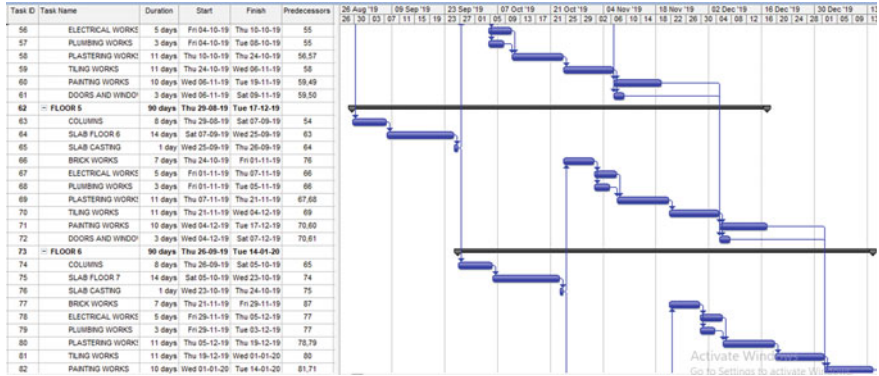 Task ID Task Name Duration Start Finish Predecessors 26 Aug '19 09 Sep '19 23 Sep '19 07 Oct '19 21 Oct '19 04 Nov '19 18 Nov '19 02 Dec '19 16 Dec '19 30 Dec '19 13
26 30 03 07 11 15 19 23 27 01 05 09 13 17 21 25 29 02 06 10 14 18 22 26 30 04 08 12 16 20 24 28 01 05 09 13
56 ELECTRICAL WORKS 5 days Fri 04-10-19 Thu 10-10-19 55
57 PLUMBING WORKS 3 days Fri 04-10-19 Tue 08-10-19 55
58 PLASTERING WORKS 11 days Thu 10-10-19 Thu 24-10-19 56,57
59 TILING WORKS 11 days Thu 24-10-19 Wed 06-11-19 58
60 PAINTING WORKS 10 days Wed 06-11-19 Tue 19-11-19 59,49
61 DOORS AND WINDO 3 days Wed 06-11-19 Sat 09-11-19 59,50
62 FLOOR 5 90 days Thu 29-08-19 Tue 17-12-19
63 COLUMNS 8 days Thu 29-08-19 Sat 07-09-19 54
64 SLAB FLOOR 6 14 days Sat 07-09-19 Wed 25-09-19 63
65 SLAB CASTING 1 day Wed 25-09-19 Thu 26-09-19 64
66 BRICK WORKS 7 days Thu 24-10-19 Fri 01-11-19 76
67 ELECTRICAL WORKS 5 days Fri 01-11-19 Thu 07-11-19 66
68 PLUMBING WORKS 3 days Fri 01-11-19 Tue 05-11-19 66
69 PLASTERING WORKS 11 days Thu 07-11-19 Thu 21-11-19 67,68
70 TILING WORKS 11 days Thu 21-11-19 Wed 04-12-19 69
71 PAINTING WORKS 10 days Wed 04-12-19 Tue 17-12-19 70,60
72 DOORS AND WINDO 3 days Wed 04-12-19 Sat 07-12-19 70,61
73 FLOOR 6 90 days Thu 26-09-19 Tue 14-01-20
74 COLUMNS 8 days Thu 26-09-19 Sat 05-10-19 65
75 SLAB FLOOR 7 14 days Sat 05-10-19 Wed 23-10-19 74
76 SLAB CASTING 1 day Wed 23-10-19 Thu 24-10-19 75
77 BRICK WORKS 7 days Thu 21-11-19 Fri 29-11-19 87
78 ELECTRICAL WORKS 5 days Fri 29-11-19 Thu 05-12-19 77
79 PLUMBING WORKS 3 days Fri 29-11-19 Tue 03-12-19 77
80 PLASTERING WORKS 11 days Thu 05-12-19 Thu 19-12-19 78,79
81 TILING WORKS 11 days Thu 19-12-19 Wed 01-01-20 80
Activate Windows
82 PAINTING WORKS 10 days Wed 01-01-20 Tue 14-01-20 81,71
Go to Settings to activate